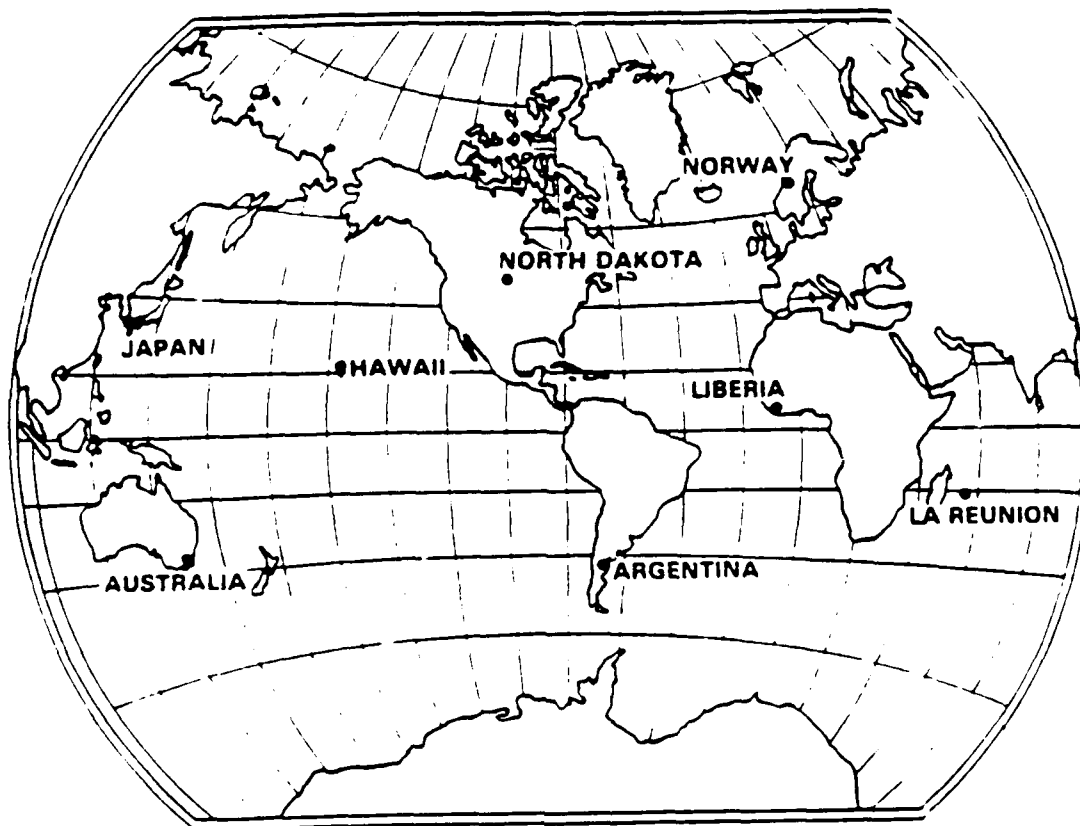 NORWAY
NORTH DAKOTA
JAPAN
HAWAII
LIBERIA
LA REUNION
AUSTRALIA
ARGENTINA